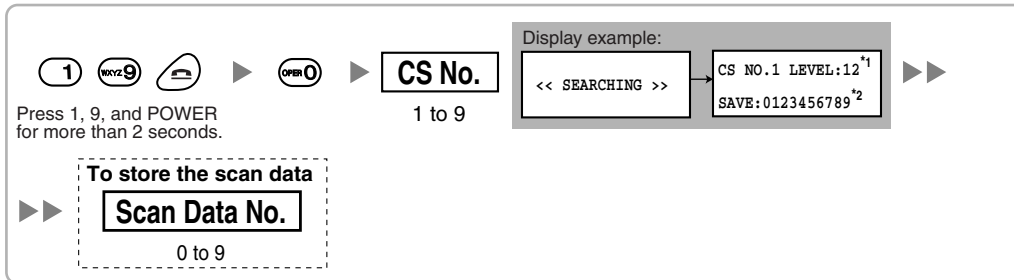 Display example:
1 WXYZ 9 OPER 0 CS No. << SEARCHING >> CS NO.1 LEVEL:12*1
SAVE:0123456789*2
Press 1, 9, and POWER
for more than 2 seconds.
1 to 9
To store the scan data
Scan Data No.
0 to 9